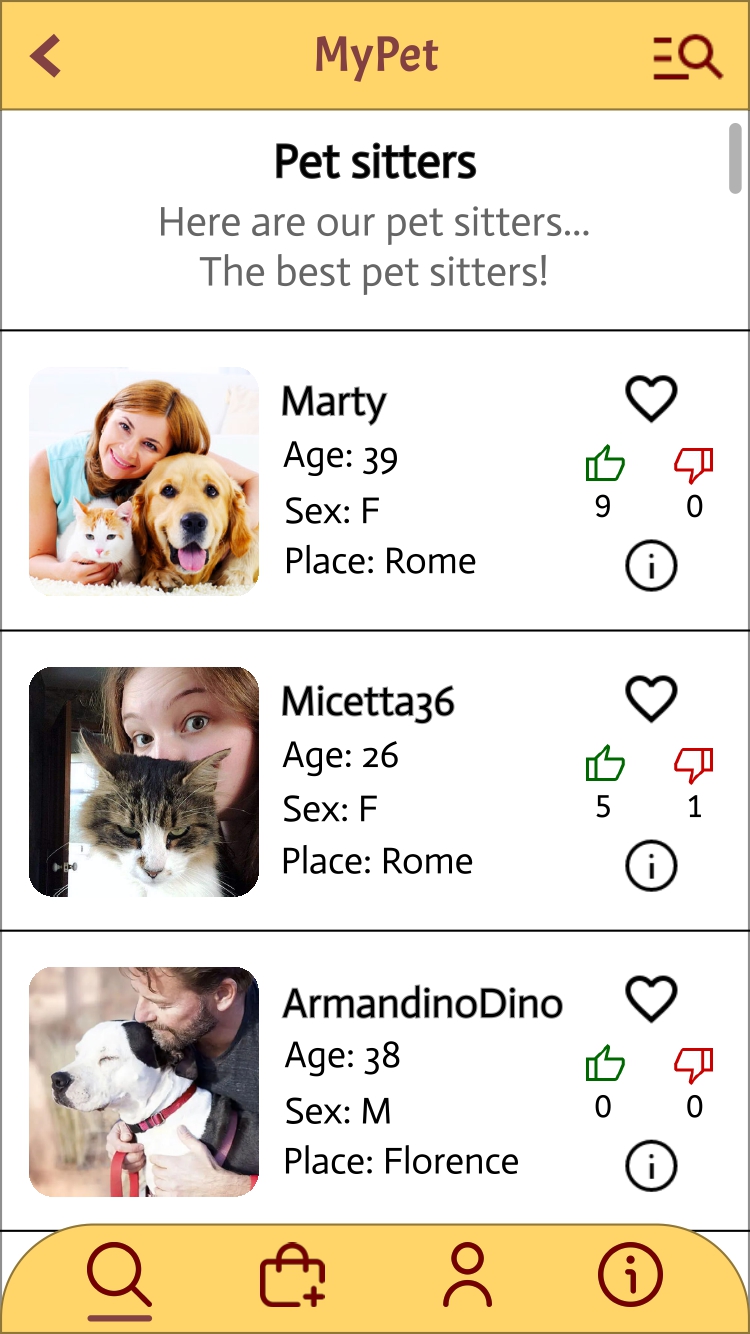 MyPet
Pet sitters
Here are our pet sitters...
The best pet sitters!
Marty
Age: 39
Sex: F
Place: Rome
9
0
Micetta36
Age: 26
Sex: F
Place: Rome
5
1
ArmandinoDino
Age: 38
Sex: M
Place: Florence
0
0